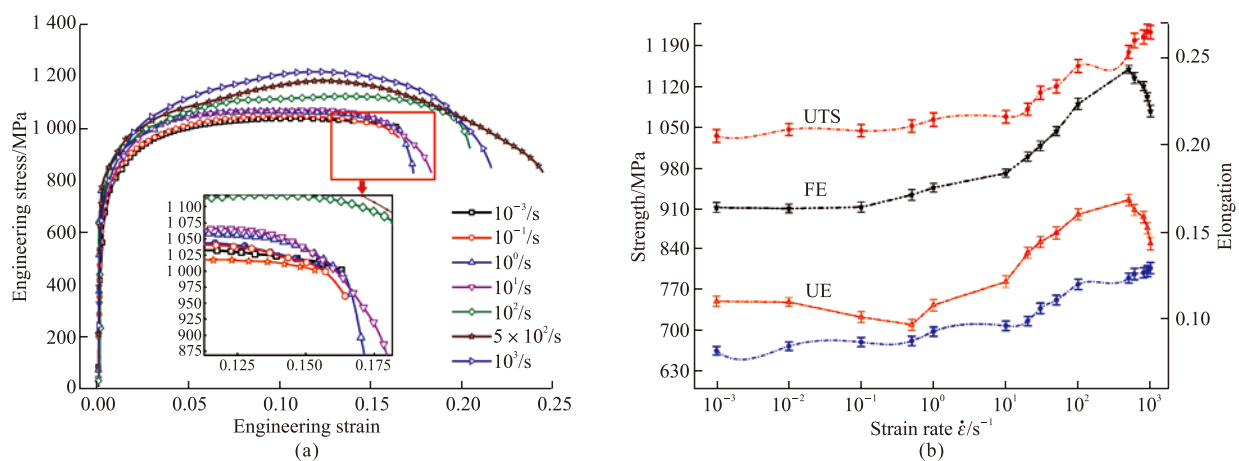 1 400
1 200
1 000
800
600
400
200
0
Engineering stress/MPa
0.00
0.05
0.10
0.15
0.20
0.25
Engineering strain
(a)
1 100
1 075
1 050
1 025
1 000
975
950
925
900
875
0.125
0.150
0.175
10⁻³/s
10⁻¹/s
10⁰/s
10¹/s
10²/s
5 × 10²/s
10³/s
1 190
1 120
1 050
980
910
840
770
700
630
Strength/MPa
UTS
FE
UE
0.25
0.20
0.15
0.10
Elongation
10⁻³
10⁻²
10⁻¹
10⁰
10¹
10²
10³
Strain rate ε̇/s⁻¹
(b)